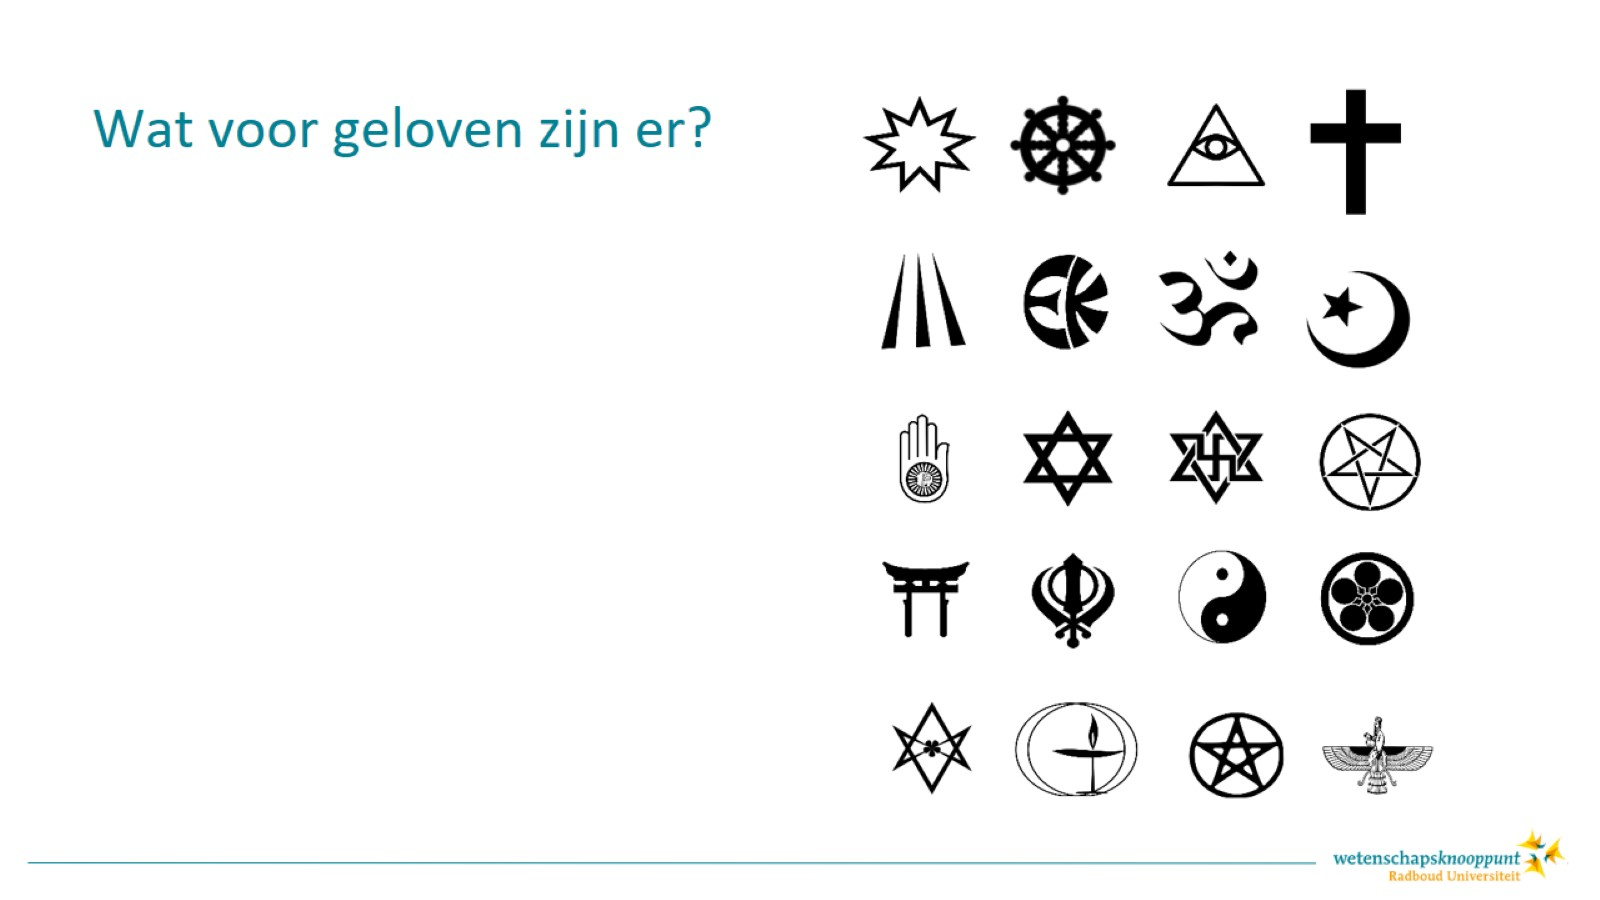 Wat voor geloven zijn er?
wetenschapsknooppunt
Radboud Universiteit